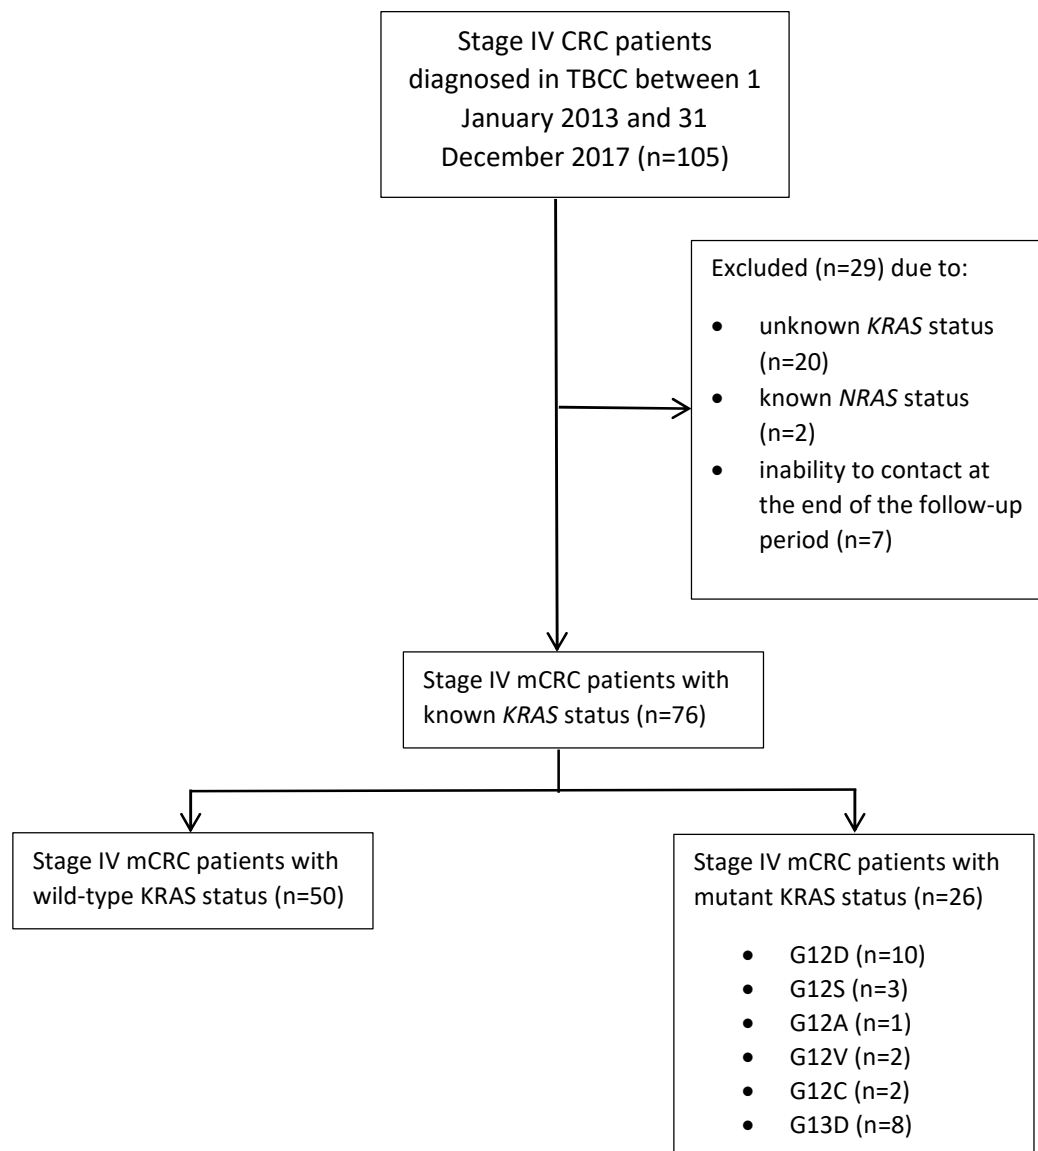 Stage IV CRC patients
diagnosed in TBCC between 1
January 2013 and 31
December 2017 (n=105)
Excluded (n=29) due to:
• unknown KRAS status
(n=20)
• known NRAS status
(n=2)
• inability to contact at
the end of the follow-up
period (n=7)
Stage IV mCRC patients with
known KRAS status (n=76)
Stage IV mCRC patients with
wild-type KRAS status (n=50)
Stage IV mCRC patients with
mutant KRAS status (n=26)
• G12D (n=10)
• G12S (n=3)
• G12A (n=1)
• G12V (n=2)
• G12C (n=2)
• G13D (n=8)